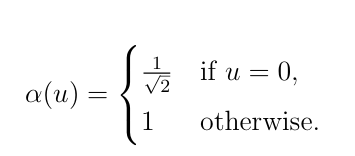 α(u) = { 1/√2 if u = 0,
1 otherwise.